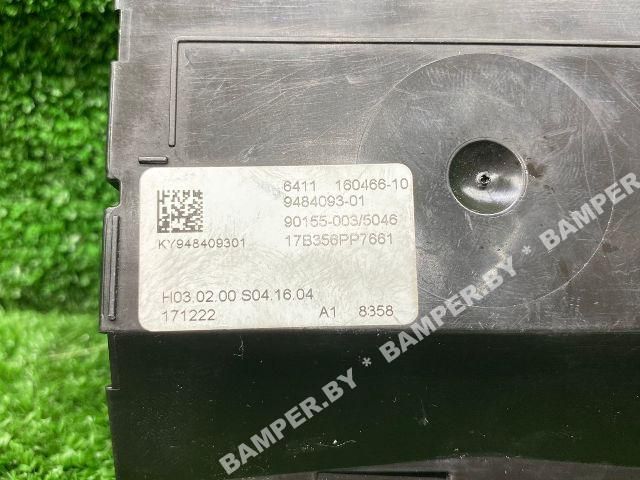 6411 160466-10
9484093-01
90155-003/5046
KY948409301 17B356PP7661
H03.02.00 S04.16.04
171222 A1 8358
BAMPER.BY * BAMPER.BY * BAMPER.BY